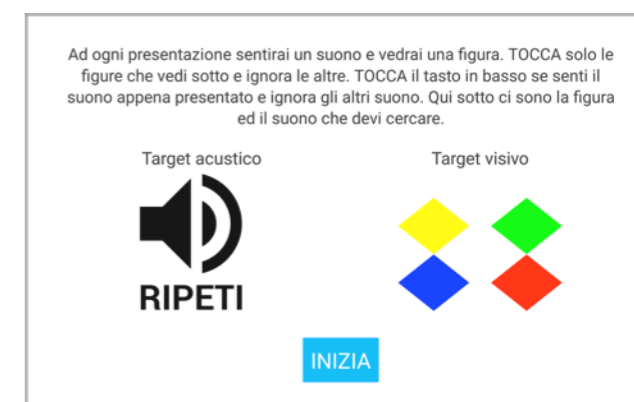 Ad ogni presentazione sentirai un suono e vedrai una figura. TOCCA solo le
figure che vedi sotto e ignora le altre. TOCCA il tasto in basso se senti il
suono appena presentato e ignora gli altri suono. Qui sotto ci sono la figura
ed il suono che devi cercare.
Target acustico
Target visivo
RIPETI
INIZIA